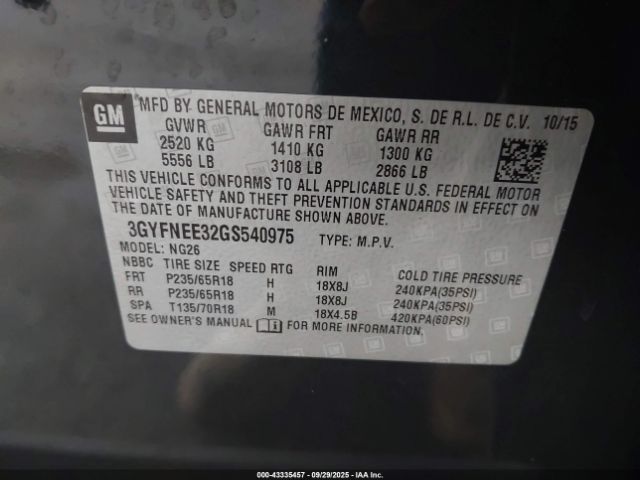 GM
MFD BY GENERAL MOTORS DE MEXICO, S. DE R.L. DE C.V. 10/15
GVWR GAWR FRT GAWR RR
2520 KG 1410 KG 1300 KG
5556 LB 3108 LB 2866 LB
THIS VEHICLE CONFORMS TO ALL APPLICABLE U.S. FEDERAL MOTOR
VEHICLE SAFETY AND THEFT PREVENTION STANDARDS IN EFFECT ON
THE DATE OF MANUFACTURE SHOWN ABOVE.
3GYFNEE32GS540975 TYPE: M.P.V.
MODEL: NG26
NBBC TIRE SIZE SPEED RTG RIM COLD TIRE PRESSURE
FRT P235/65R18 H 18X8J 240KPA(35PSI)
RR P235/65R18 H 18X8J 240KPA(35PSI)
SPA T135/70R18 M 18X4.5B 420KPA(60PSI)
SEE OWNER'S MANUAL FOR MORE INFORMATION.
000-43335457 - 09/29/2025 - IAAI.COM